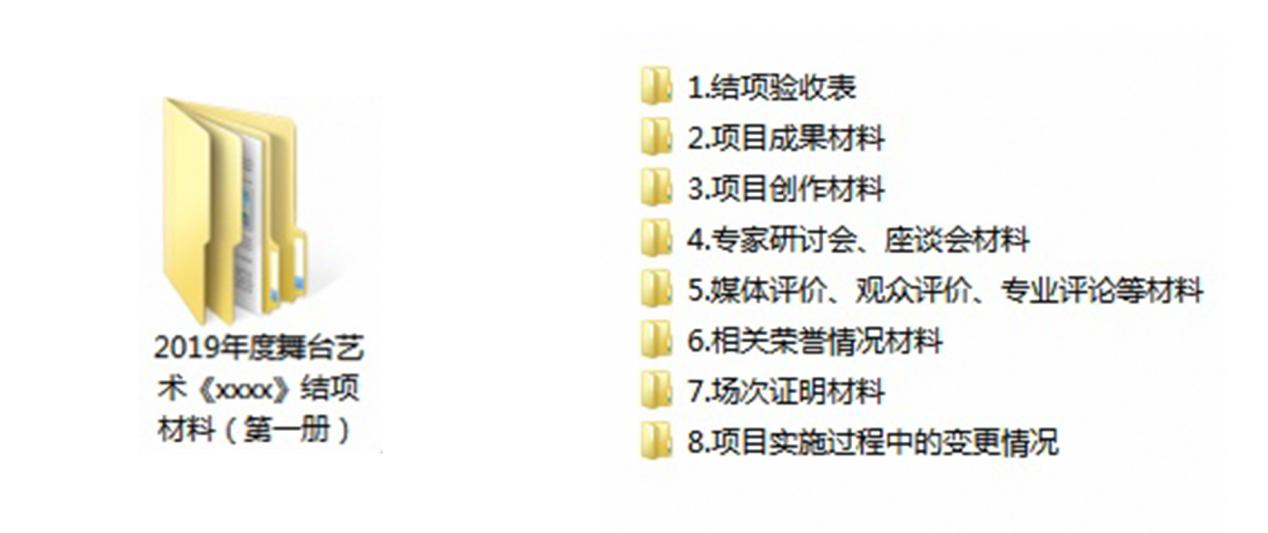 2019年度舞台艺
术《xxxx》结项
材料（第一册）
1.结项验收表
2.项目成果材料
3.项目创作材料
4.专家研讨会、座谈会材料
5.媒体评价、观众评价、专业评论等材料
6.相关荣誉情况材料
7.场次证明材料
8.项目实施过程中的变更情况